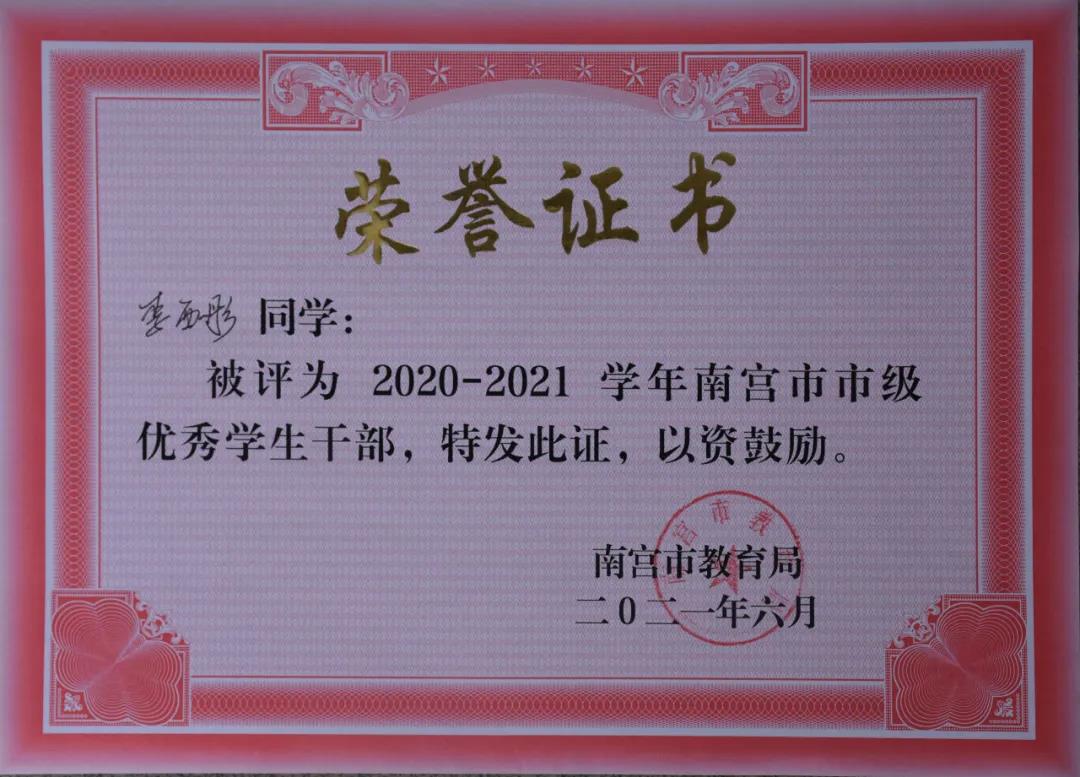 荣誉证书
同学：
被评为 2020-2021 学年南宫市市级
优秀学生干部，特发此证，以资鼓励。
南宫市教育局
二〇二一年六月